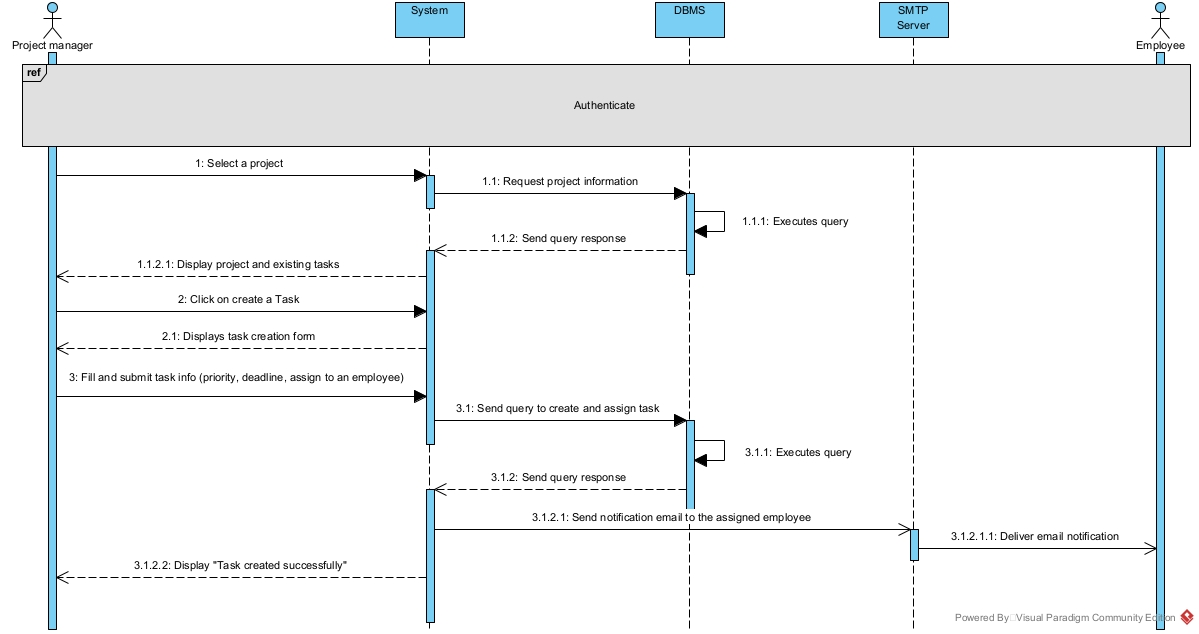 Project manager
System
DBMS
SMTP
Server
Employee
ref
Authenticate
1: Select a project
1.1: Request project information
1.1.1: Executes query
1.1.2: Send query response
1.1.2.1: Display project and existing tasks
2: Click on create a Task
2.1: Displays task creation form
3: Fill and submit task info (priority, deadline, assign to an employee)
3.1: Send query to create and assign task
3.1.1: Executes query
3.1.2: Send query response
3.1.2.1: Send notification email to the assigned employee
3.1.2.1.1: Deliver email notification
3.1.2.2: Display "Task created successfully"
Powered By Visual Paradigm Community Edition